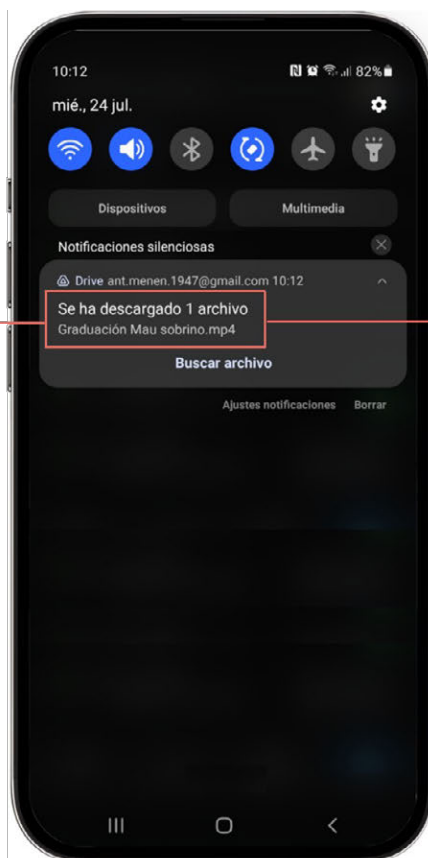 10:12 82%
mié., 24 jul.
Dispositivos Multimedia
Notificaciones silenciosas
Drive ant.menen.1947@gmail.com 10:12
Se ha descargado 1 archivo
Graduación Mau sobrino.mp4
Buscar archivo
Ajustes notificaciones Borrar